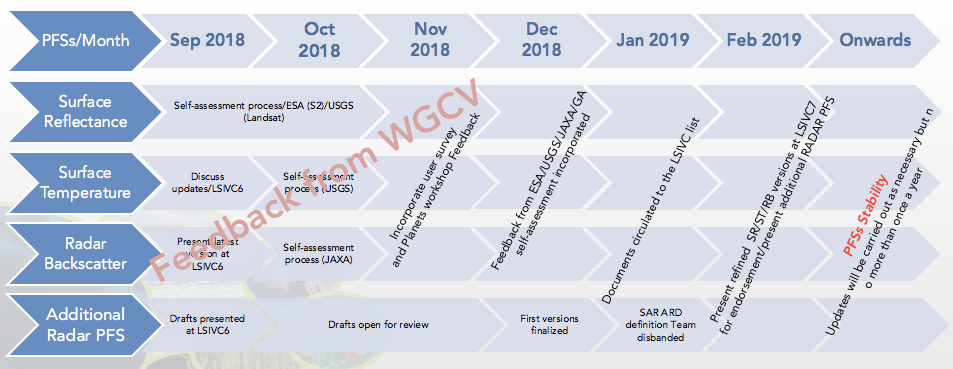 PFSs/Month
Sep 2018
Oct
2018
Nov
2018
Dec
2018
Jan 2019
Feb 2019
Onwards
Surface
Reflectance
Self-assessment process/ESA (S2)/USGS
(Landsat)
Surface
Temperature
Discuss
updates/LSIVC6
Self-assessment
process (USGS)
Radar
Backscatter
Present latest
version at
LSIVC6
Self-assessment
process (JAXA)
Additional
Radar PFS
Drafts presented
at LSIVC6
Drafts open for review
First versions
finalized
SAR ARD
definition Team
disbanded
Feedback from WGCV
Incorporate user survey
and Planets workshop Feedback
Feedback from ESA/USGS/JAXA/GA
self-assessment incorporated
Documents circulated to the LSIVC list
Present refined SR/ST/RB versions at LSIVC7
for endorsement/present additional RADAR PFS
PFSs Stability
Updates will be carried out as necessary but n
o more than once a year